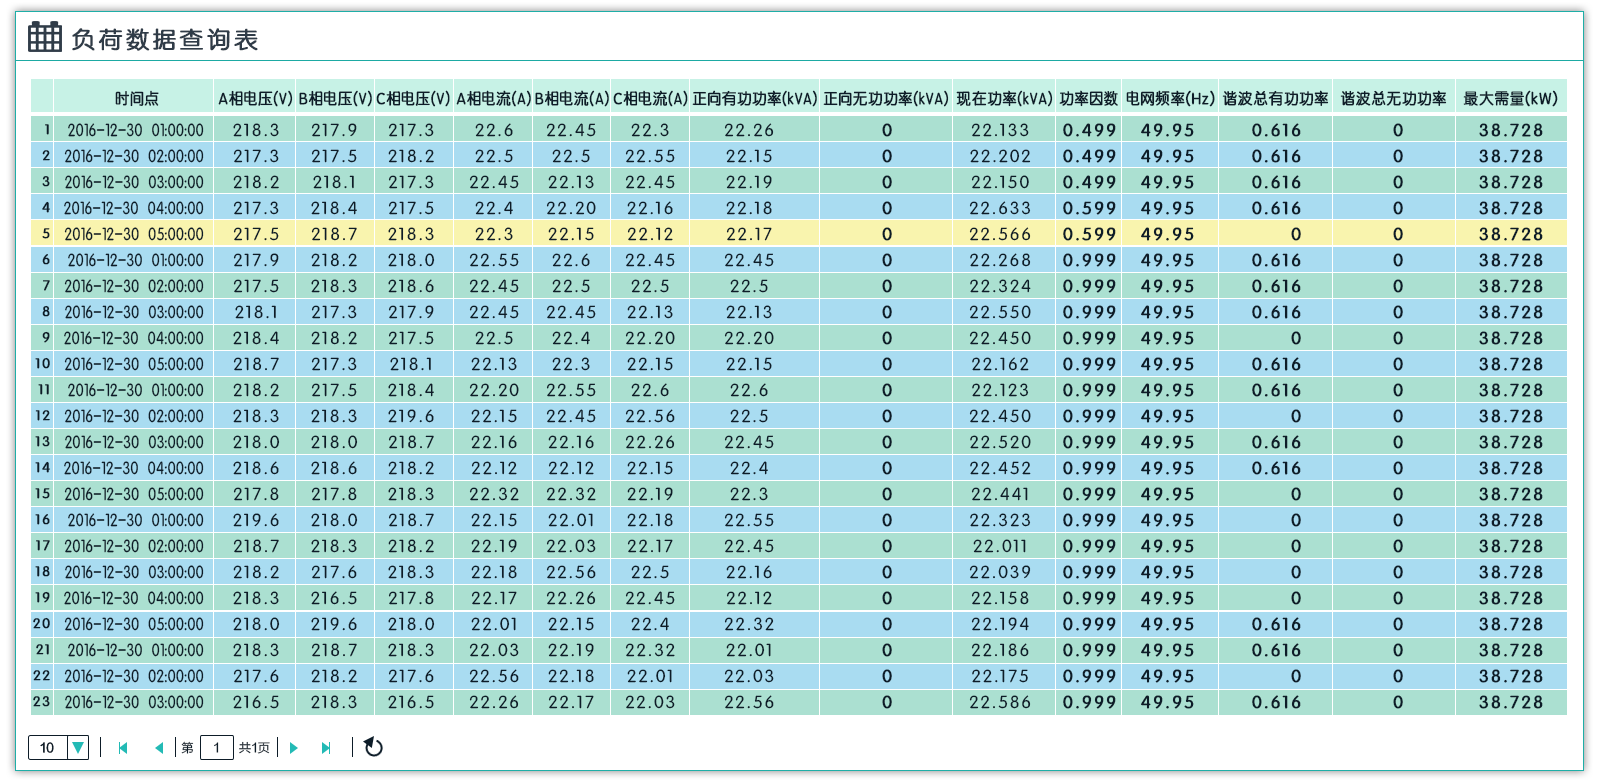 负荷数据查询表
时间点 A相电压(V) B相电压(V) C相电压(V) A相电流(A) B相电流(A) C相电流(A) 正向有功功率(kVA) 正向无功功率(kVA) 现在功率(kVA) 功率因数 电网频率(Hz) 谐波总有功功率 谐波总无功功率 最大需量(kW)
1 2016-12-30 01:00:00 218.3 217.9 217.3 22.6 22.45 22.3 22.26 0 22.133 0.499 49.95 0.616 0 38.728
2 2016-12-30 02:00:00 217.3 217.5 218.2 22.5 22.5 22.55 22.15 0 22.202 0.499 49.95 0.616 0 38.728
3 2016-12-30 03:00:00 218.2 218.1 217.3 22.45 22.13 22.45 22.19 0 22.150 0.499 49.95 0.616 0 38.728
4 2016-12-30 04:00:00 217.3 218.4 217.5 22.4 22.20 22.16 22.18 0 22.633 0.599 49.95 0.616 0 38.728
5 2016-12-30 05:00:00 217.5 218.7 218.3 22.3 22.15 22.12 22.17 0 22.566 0.599 49.95 0 0 38.728
6 2016-12-30 01:00:00 217.9 218.2 218.0 22.55 22.6 22.45 22.45 0 22.268 0.999 49.95 0.616 0 38.728
7 2016-12-30 02:00:00 217.5 218.3 218.6 22.45 22.5 22.5 22.5 0 22.324 0.999 49.95 0.616 0 38.728
8 2016-12-30 03:00:00 218.1 217.3 217.9 22.45 22.45 22.13 22.13 0 22.550 0.999 49.95 0.616 0 38.728
9 2016-12-30 04:00:00 218.4 218.2 217.5 22.5 22.4 22.20 22.20 0 22.450 0.999 49.95 0 0 38.728
10 2016-12-30 05:00:00 218.7 217.3 218.1 22.13 22.3 22.15 22.15 0 22.162 0.999 49.95 0.616 0 38.728
11 2016-12-30 01:00:00 218.2 217.5 218.4 22.20 22.55 22.6 22.6 0 22.123 0.999 49.95 0.616 0 38.728
12 2016-12-30 02:00:00 218.3 218.3 219.6 22.15 22.45 22.56 22.5 0 22.450 0.999 49.95 0 0 38.728
13 2016-12-30 03:00:00 218.0 218.0 218.7 22.16 22.16 22.26 22.45 0 22.520 0.999 49.95 0.616 0 38.728
14 2016-12-30 04:00:00 218.6 218.6 218.2 22.12 22.12 22.15 22.4 0 22.452 0.999 49.95 0.616 0 38.728
15 2016-12-30 05:00:00 217.8 217.8 218.3 22.32 22.32 22.19 22.3 0 22.441 0.999 49.95 0 0 38.728
16 2016-12-30 01:00:00 219.6 218.0 218.7 22.15 22.01 22.18 22.55 0 22.323 0.999 49.95 0 0 38.728
17 2016-12-30 02:00:00 218.7 218.3 218.2 22.19 22.03 22.17 22.45 0 22.011 0.999 49.95 0 0 38.728
18 2016-12-30 03:00:00 218.2 217.6 218.3 22.18 22.56 22.5 22.16 0 22.039 0.999 49.95 0 0 38.728
19 2016-12-30 04:00:00 218.3 216.5 217.8 22.17 22.26 22.45 22.12 0 22.158 0.999 49.95 0 0 38.728
20 2016-12-30 05:00:00 218.0 219.6 218.0 22.01 22.15 22.4 22.32 0 22.194 0.999 49.95 0.616 0 38.728
21 2016-12-30 01:00:00 218.3 218.7 218.3 22.03 22.19 22.32 22.01 0 22.186 0.999 49.95 0.616 0 38.728
22 2016-12-30 02:00:00 217.6 218.2 217.6 22.56 22.18 22.01 22.03 0 22.175 0.999 49.95 0 0 38.728
23 2016-12-30 03:00:00 216.5 218.3 216.5 22.26 22.17 22.03 22.56 0 22.586 0.999 49.95 0.616 0 38.728
10 第 1 共1页